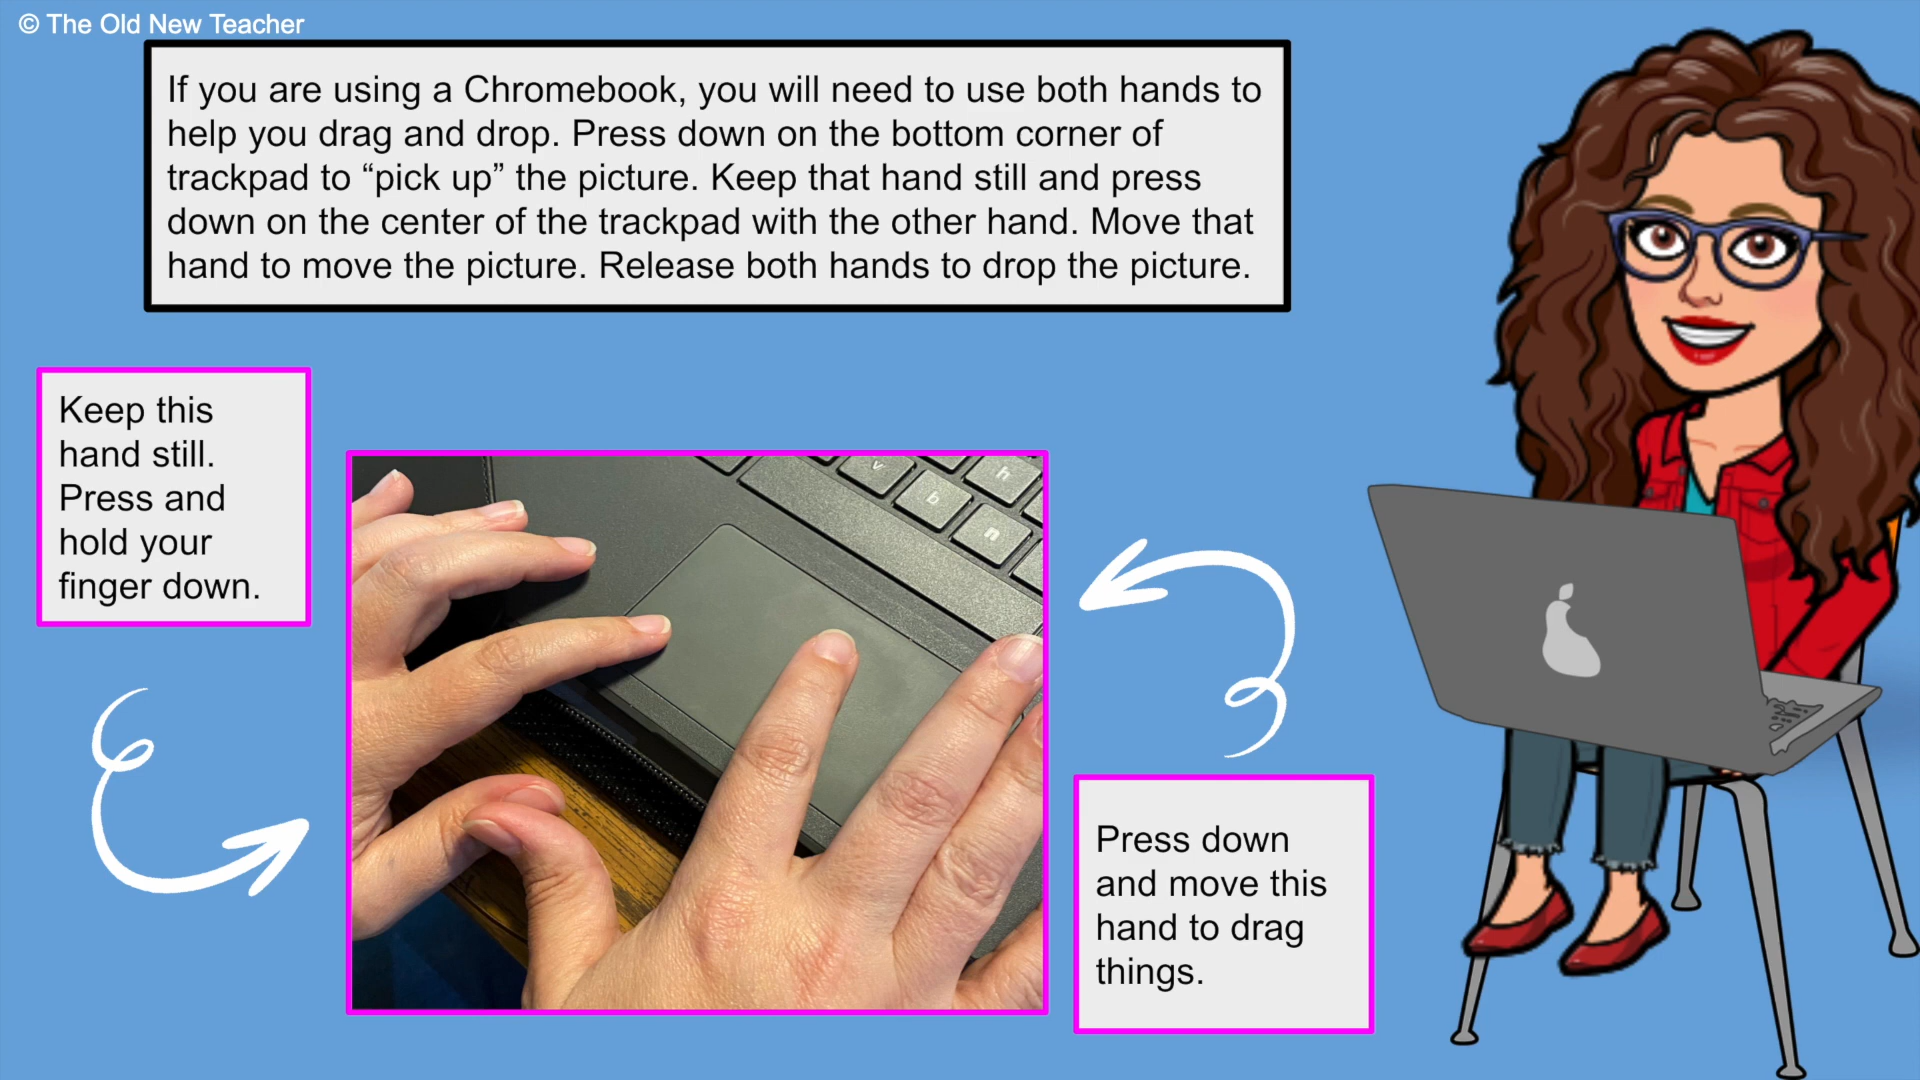 © The Old New Teacher
If you are using a Chromebook, you will need to use both hands to
help you drag and drop. Press down on the bottom corner of
trackpad to “pick up” the picture. Keep that hand still and press
down on the center of the trackpad with the other hand. Move that
hand to move the picture. Release both hands to drop the picture.
Keep this
hand still.
Press and
hold your
finger down.
v
h
b
n
Press down
and move this
hand to drag
things.